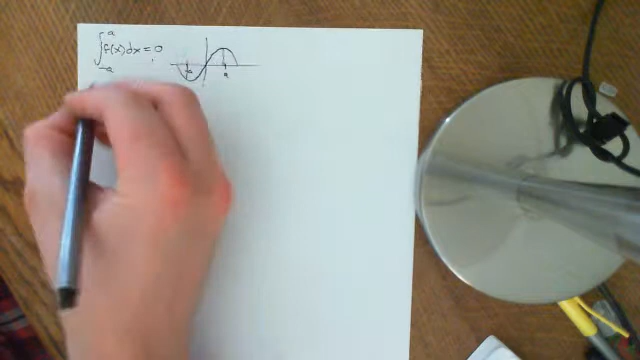 ∫_{-a}^{a} f(x)dx = 0
-a a